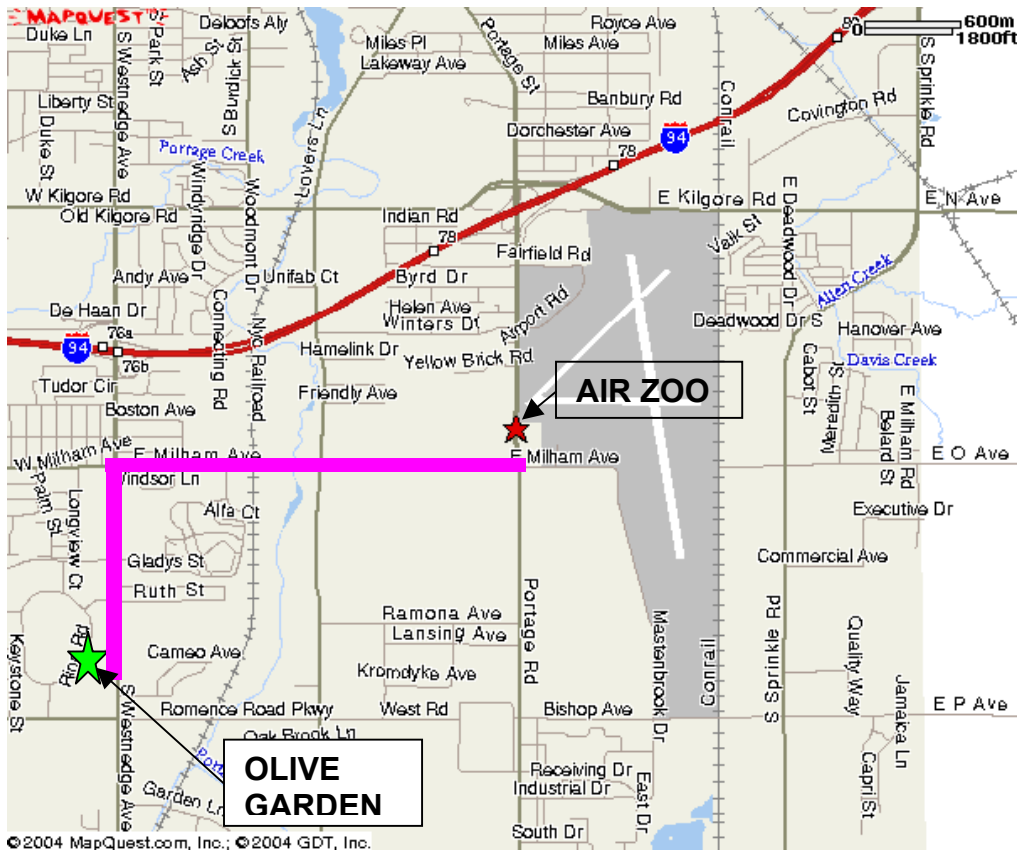 MAPQUEST
Duke Ln
S Westnedge Ave
Park St
Deloofs Aly
Ash St
S Burdick St
Miles Pl
Lakeway Ave
Portage St
Royce Ave
Miles Ave
600m
0
1800ft
S Sprinkle Rd
Liberty St
Duke St
Banbury Rd
Conrail
Covington Rd
Dorchester Ave
94
78
Portage Creek
Lovers Ln
W Kilgore Rd
Old Kilgore Rd
Windyridge Dr
Woodmont Dr
Indian Rd
E Kilgore Rd
E Deadwood Dr
E N Ave
78
Fairfield Rd
Valk St
Andy Ave
Unifab Ct
Byrd Dr
Allen Creek
De Haan Dr
Connecting Rd
Nyc Railroad
Helen Ave
Winters Dr
Airport Rd
Deadwood Dr S
Hanover Ave
76a
94
76b
Hamelink Dr
Yellow Brick Rd
Davis Creek
Tudor Cir
Friendly Ave
AIR ZOO
Cabot St
Meredith St
Boston Ave
Belard St
E Milham Rd
W Milham Ave
E Milham Ave
E Milham Ave
E O Ave
Windsor Ln
Palm St
Longview Ct
Alfa Ct
Executive Dr
Gladys St
Commercial Ave
Ruth St
Ramona Ave
Portage Rd
Lansing Ave
Keystone St
Ring Rd
Cameo Ave
Mastenbrook Dr
Conrail
S Sprinkle Rd
Quality Way
Kromdyke Ave
S Westnedge Ave
Jamaica Ln
Romence Road Pkwy
West Rd
Bishop Ave
E P Ave
Oak Brook Ln
OLIVE
GARDEN
Receiving Dr
Industrial Dr
East Dr
Capri St
Garden Ln
South Dr
©2004 MapQuest.com, Inc.; ©2004 GDT, Inc.